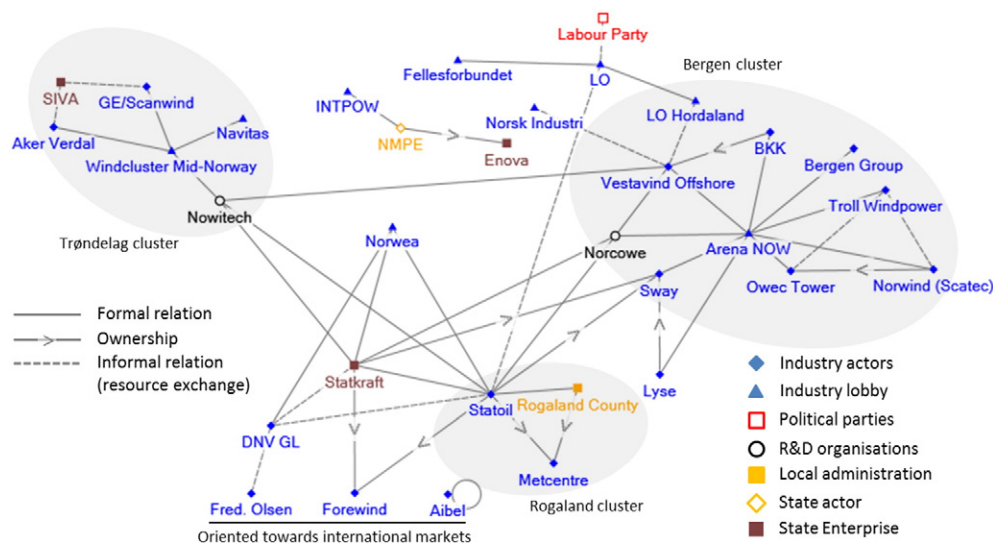 Labour Party
Fellesforbundet
LO
Bergen cluster
SIVA
GE/Scanwind
INTPOW
Norsk Industri
LO Hordaland
Aker Verdal
Navitas
NMPE
Enova
BKK
Bergen Group
Windcluster Mid-Norway
Vestavind Offshore
Troll Windpower
Nowitech
Trøndelag cluster
Norwea
Norcowe
Arena NOW
Sway
Owec Tower
Norwind (Scatec)
Formal relation
Ownership
Informal relation
(resource exchange)
Statkraft
Statoil
Rogaland County
Lyse
DNV GL
Metcentre
Fred. Olsen
Forewind
Aibel
Rogaland cluster
Oriented towards international markets
Industry actors
Industry lobby
Political parties
R&D organisations
Local administration
State actor
State Enterprise